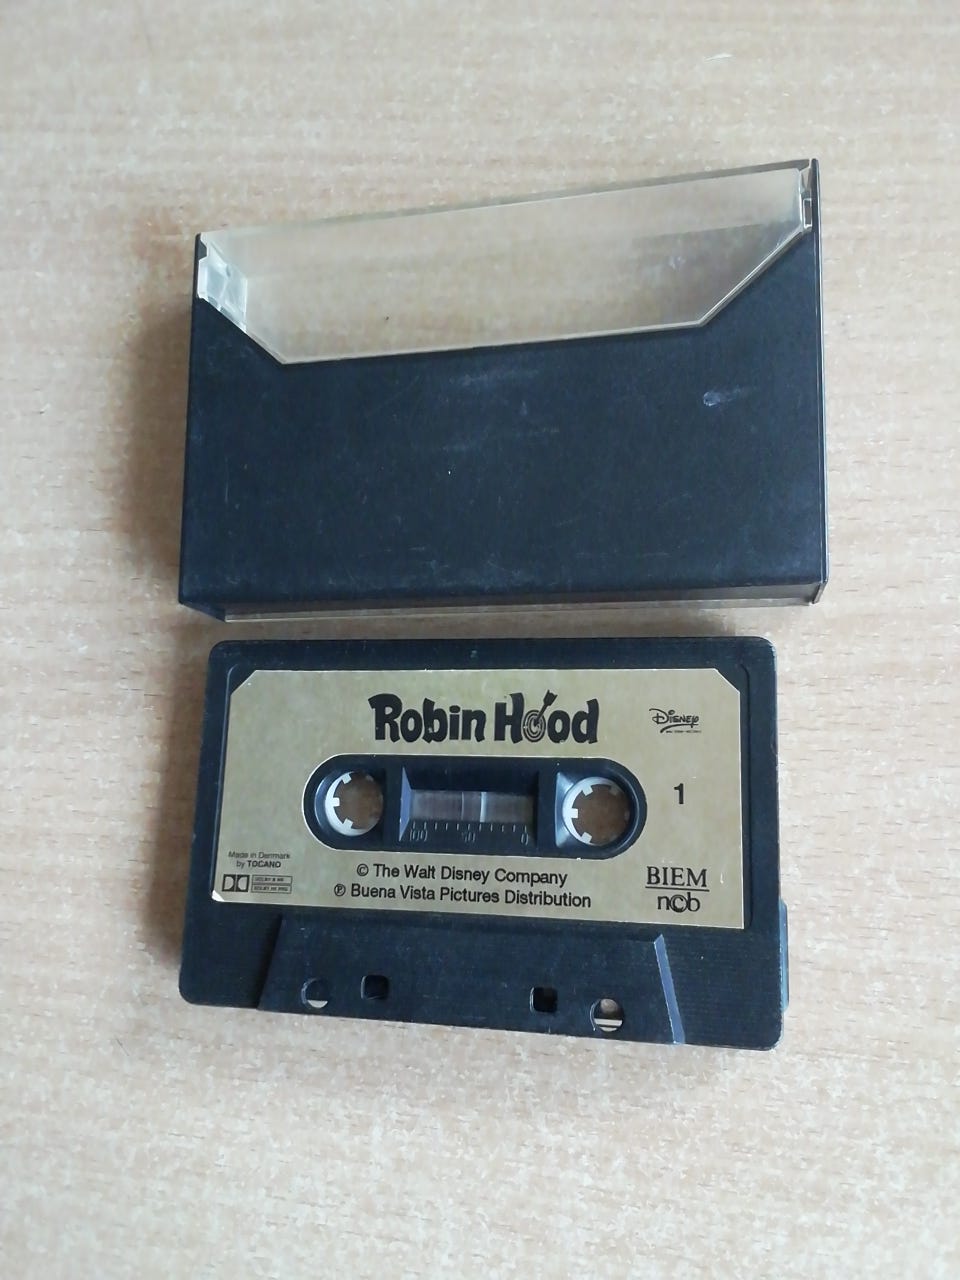 Robin Hood
Disney
1
100 50 0
Made in Denmark
by TOCANO
© The Walt Disney Company
℗ Buena Vista Pictures Distribution
BIEM
ncb